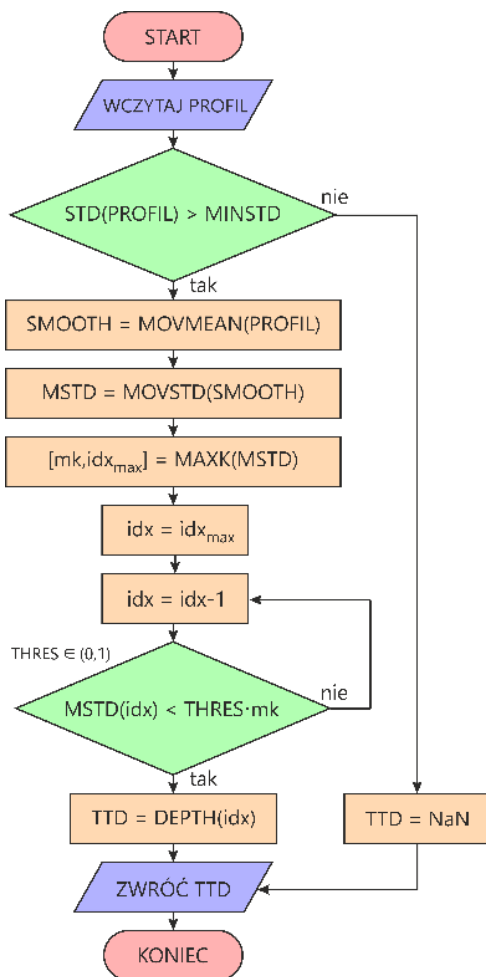 START
WCZYTAJ PROFIL
STD(PROFIL) > MINSTD
nie
tak
SMOOTH = MOVMEAN(PROFIL)
MSTD = MOVSTD(SMOOTH)
[mk,idxmax] = MAXK(MSTD)
idx = idxmax
idx = idx-1
THRES ∈ (0,1)
MSTD(idx) < THRES·mk
nie
tak
TTD = DEPTH(idx)
TTD = NaN
ZWRÓĆ TTD
KONIEC